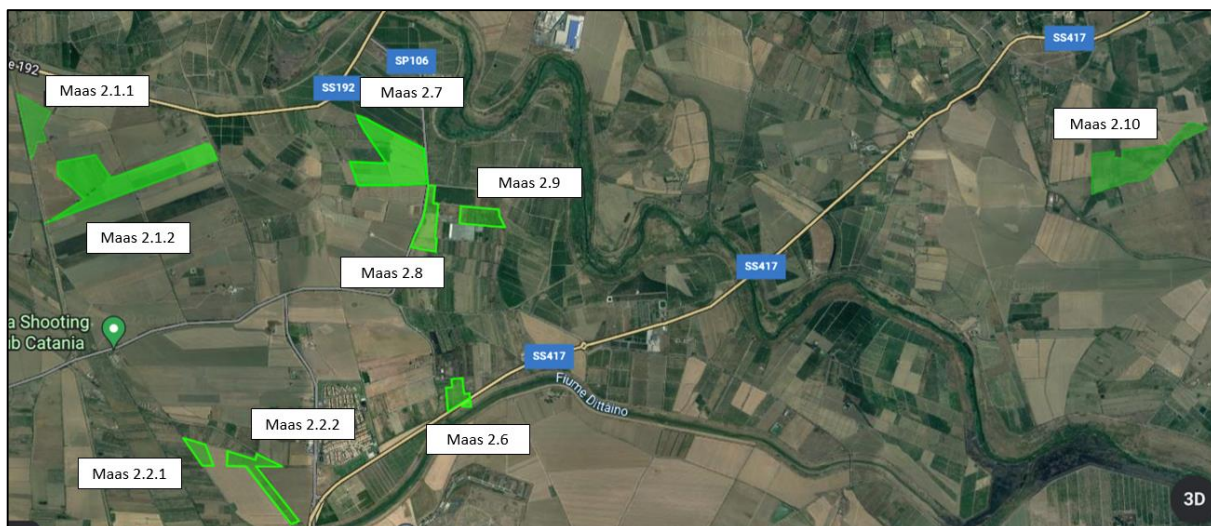 SS417
SP106
e 192
SS192
Maas 2.1.1
Maas 2.7
Maas 2.10
Maas 2.9
Maas 2.1.2
Maas 2.8
SS417
a Shooting
ub Catania
SS417
Fiume Dittaino
Maas 2.2.2
Maas 2.6
Maas 2.2.1
3D